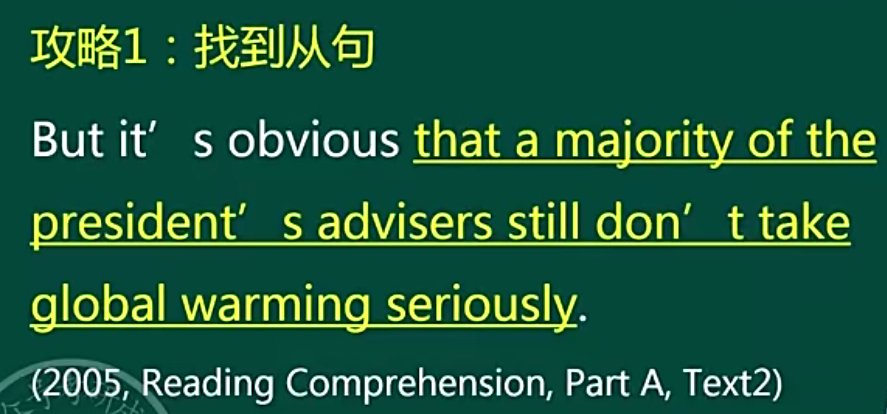 攻略1：找到从句
But it’s obvious that a majority of the
president’s advisers still don’t take
global warming seriously.
(2005, Reading Comprehension, Part A, Text2)